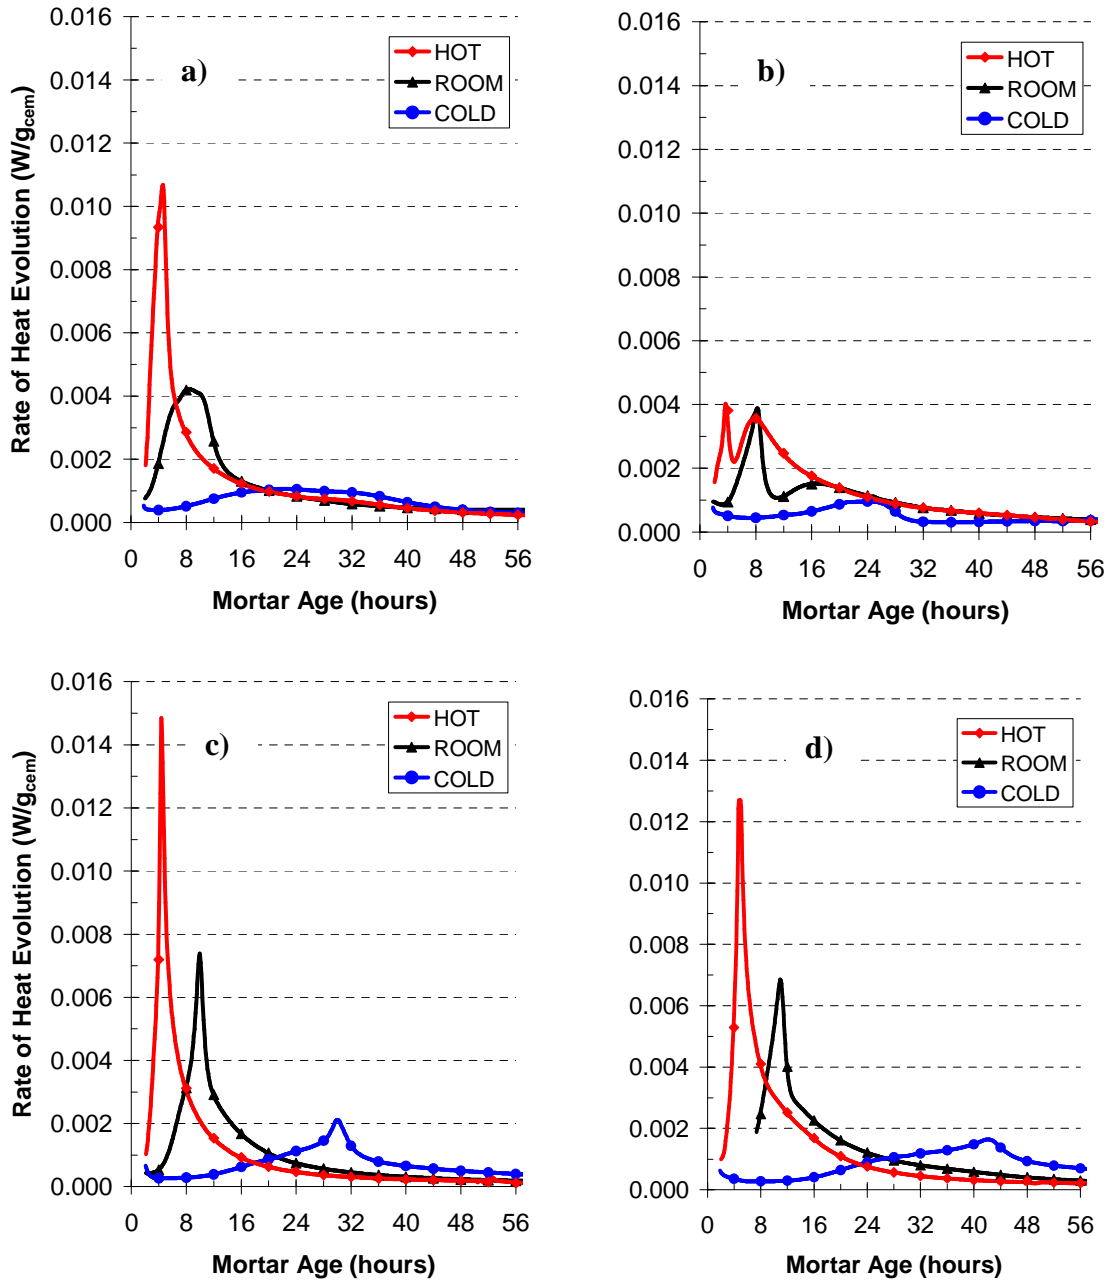 0.016
0.014
0.012
0.010
0.008
0.006
0.004
0.002
0.000
Rate of Heat Evolution (W/gcem)
a)
HOT
ROOM
COLD
0 8 16 24 32 40 48 56
Mortar Age (hours)
0.016
0.014
0.012
0.010
0.008
0.006
0.004
0.002
0.000
b)
HOT
ROOM
COLD
0 8 16 24 32 40 48 56
Mortar Age (hours)
0.016
0.014
0.012
0.010
0.008
0.006
0.004
0.002
0.000
Rate of Heat Evolution (W/gcem)
c)
HOT
ROOM
COLD
0 8 16 24 32 40 48 56
Mortar Age (hours)
0.016
0.014
0.012
0.010
0.008
0.006
0.004
0.002
0.000
d)
HOT
ROOM
COLD
0 8 16 24 32 40 48 56
Mortar Age (hours)